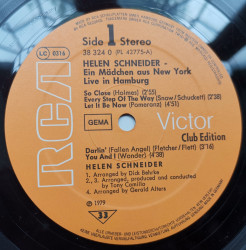 Side 1 Stereo
LC 0316
38 324 0 (PL 42775-A)
HELEN SCHNEIDER -
Ein Mädchen aus New York
Live in Hamburg
So Close (Holmes) (2:55)
Every Step Of The Way (Snow/Schuckett) (3:39)
Let It Be Now (Pomeranz) (4:51)
GEMA
RCA
Victor
Club Edition
Darlin' (Fallen Angel) (Fletcher/Flett) (3:16)
You And I (Wonder) (4:38)
HELEN SCHNEIDER
1. Arranged by Dick Behrke
2., 3. Arranged, produced and conducted by
Tony Camillo
4. Arranged by Gerald Alters
℗ 1979
33